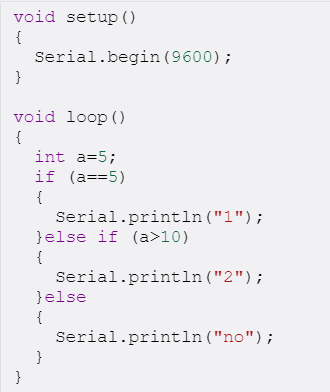 void setup()
{
  Serial.begin(9600);
}

void loop()
{
  int a=5;
  if (a==5)
  {
    Serial.println("1");
  }else if (a>10)
  {
    Serial.println("2");
  }else
  {
    Serial.println("no");
  }
}